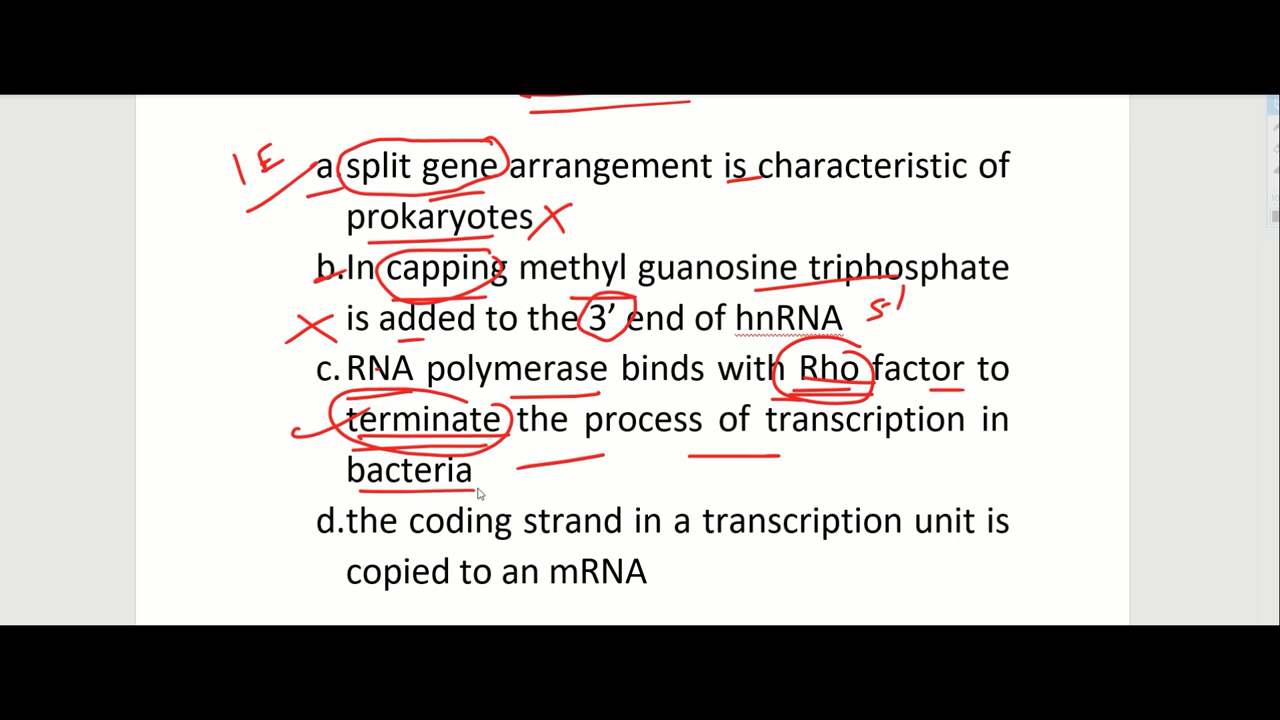 1 E a. split gene arrangement is characteristic of
prokaryotes X
b. In capping methyl guanosine triphosphate
X is added to the 3’ end of hnRNA 5'
c. RNA polymerase binds with Rho factor to
terminate the process of transcription in
bacteria
d. the coding strand in a transcription unit is
copied to an mRNA